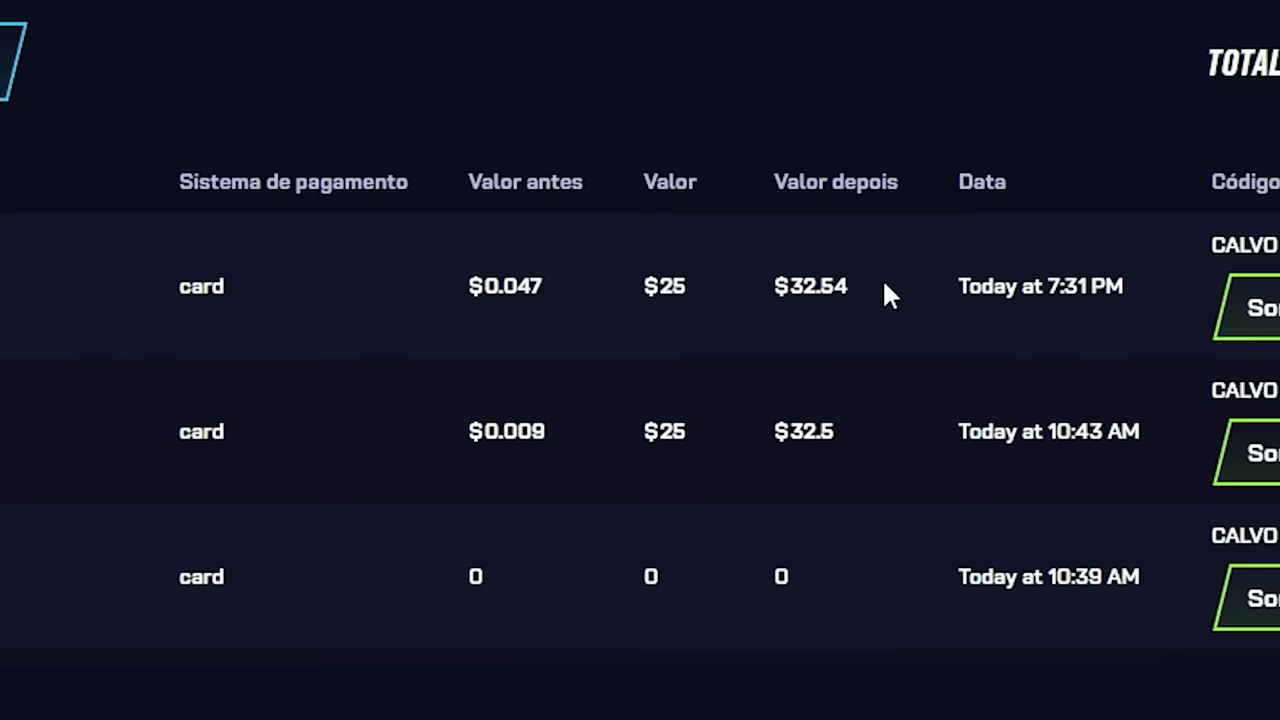 TOTAL
Sistema de pagamento Valor antes Valor Valor depois Data Código
CALVO
card $0.047 $25 $32.54 Today at 7:31 PM
CALVO
card $0.009 $25 $32.5 Today at 10:43 AM
CALVO
card 0 0 0 Today at 10:39 AM